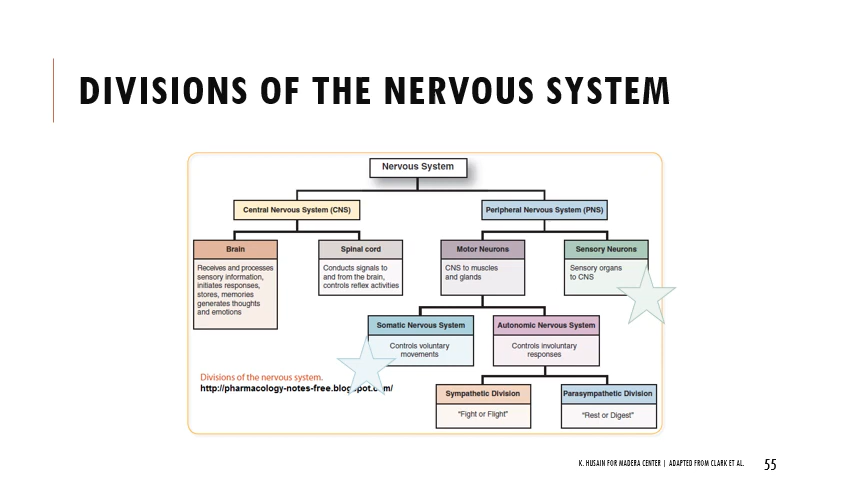 DIVISIONS OF THE NERVOUS SYSTEM
Nervous System
Central Nervous System (CNS)
Peripheral Nervous System (PNS)
Brain
Receives and processes
sensory information,
initiates responses,
stores, memories
generates thoughts
and emotions
Spinal cord
Conducts signals to
and from the brain,
controls reflex activities
Motor Neurons
CNS to muscles
and glands
Sensory Neurons
Sensory organs
to CNS
Somatic Nervous System
Controls voluntary
movements
Autonomic Nervous System
Controls involuntary
responses
Sympathetic Division
"Fight or Flight"
Parasympathetic Division
"Rest or Digest"
Divisions of the nervous system.
http://pharmacology-notes-free.blogspot.com/
K. HUSAIN FOR MADERA CENTER | ADAPTED FROM CLARK ET AL.
55